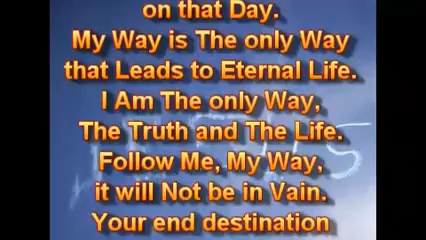 on that Day.
My Way is The only Way
that Leads to Eternal Life.
I Am The only Way,
The Truth and The Life.
Follow Me, My Way,
it will Not be in Vain.
Your end destination